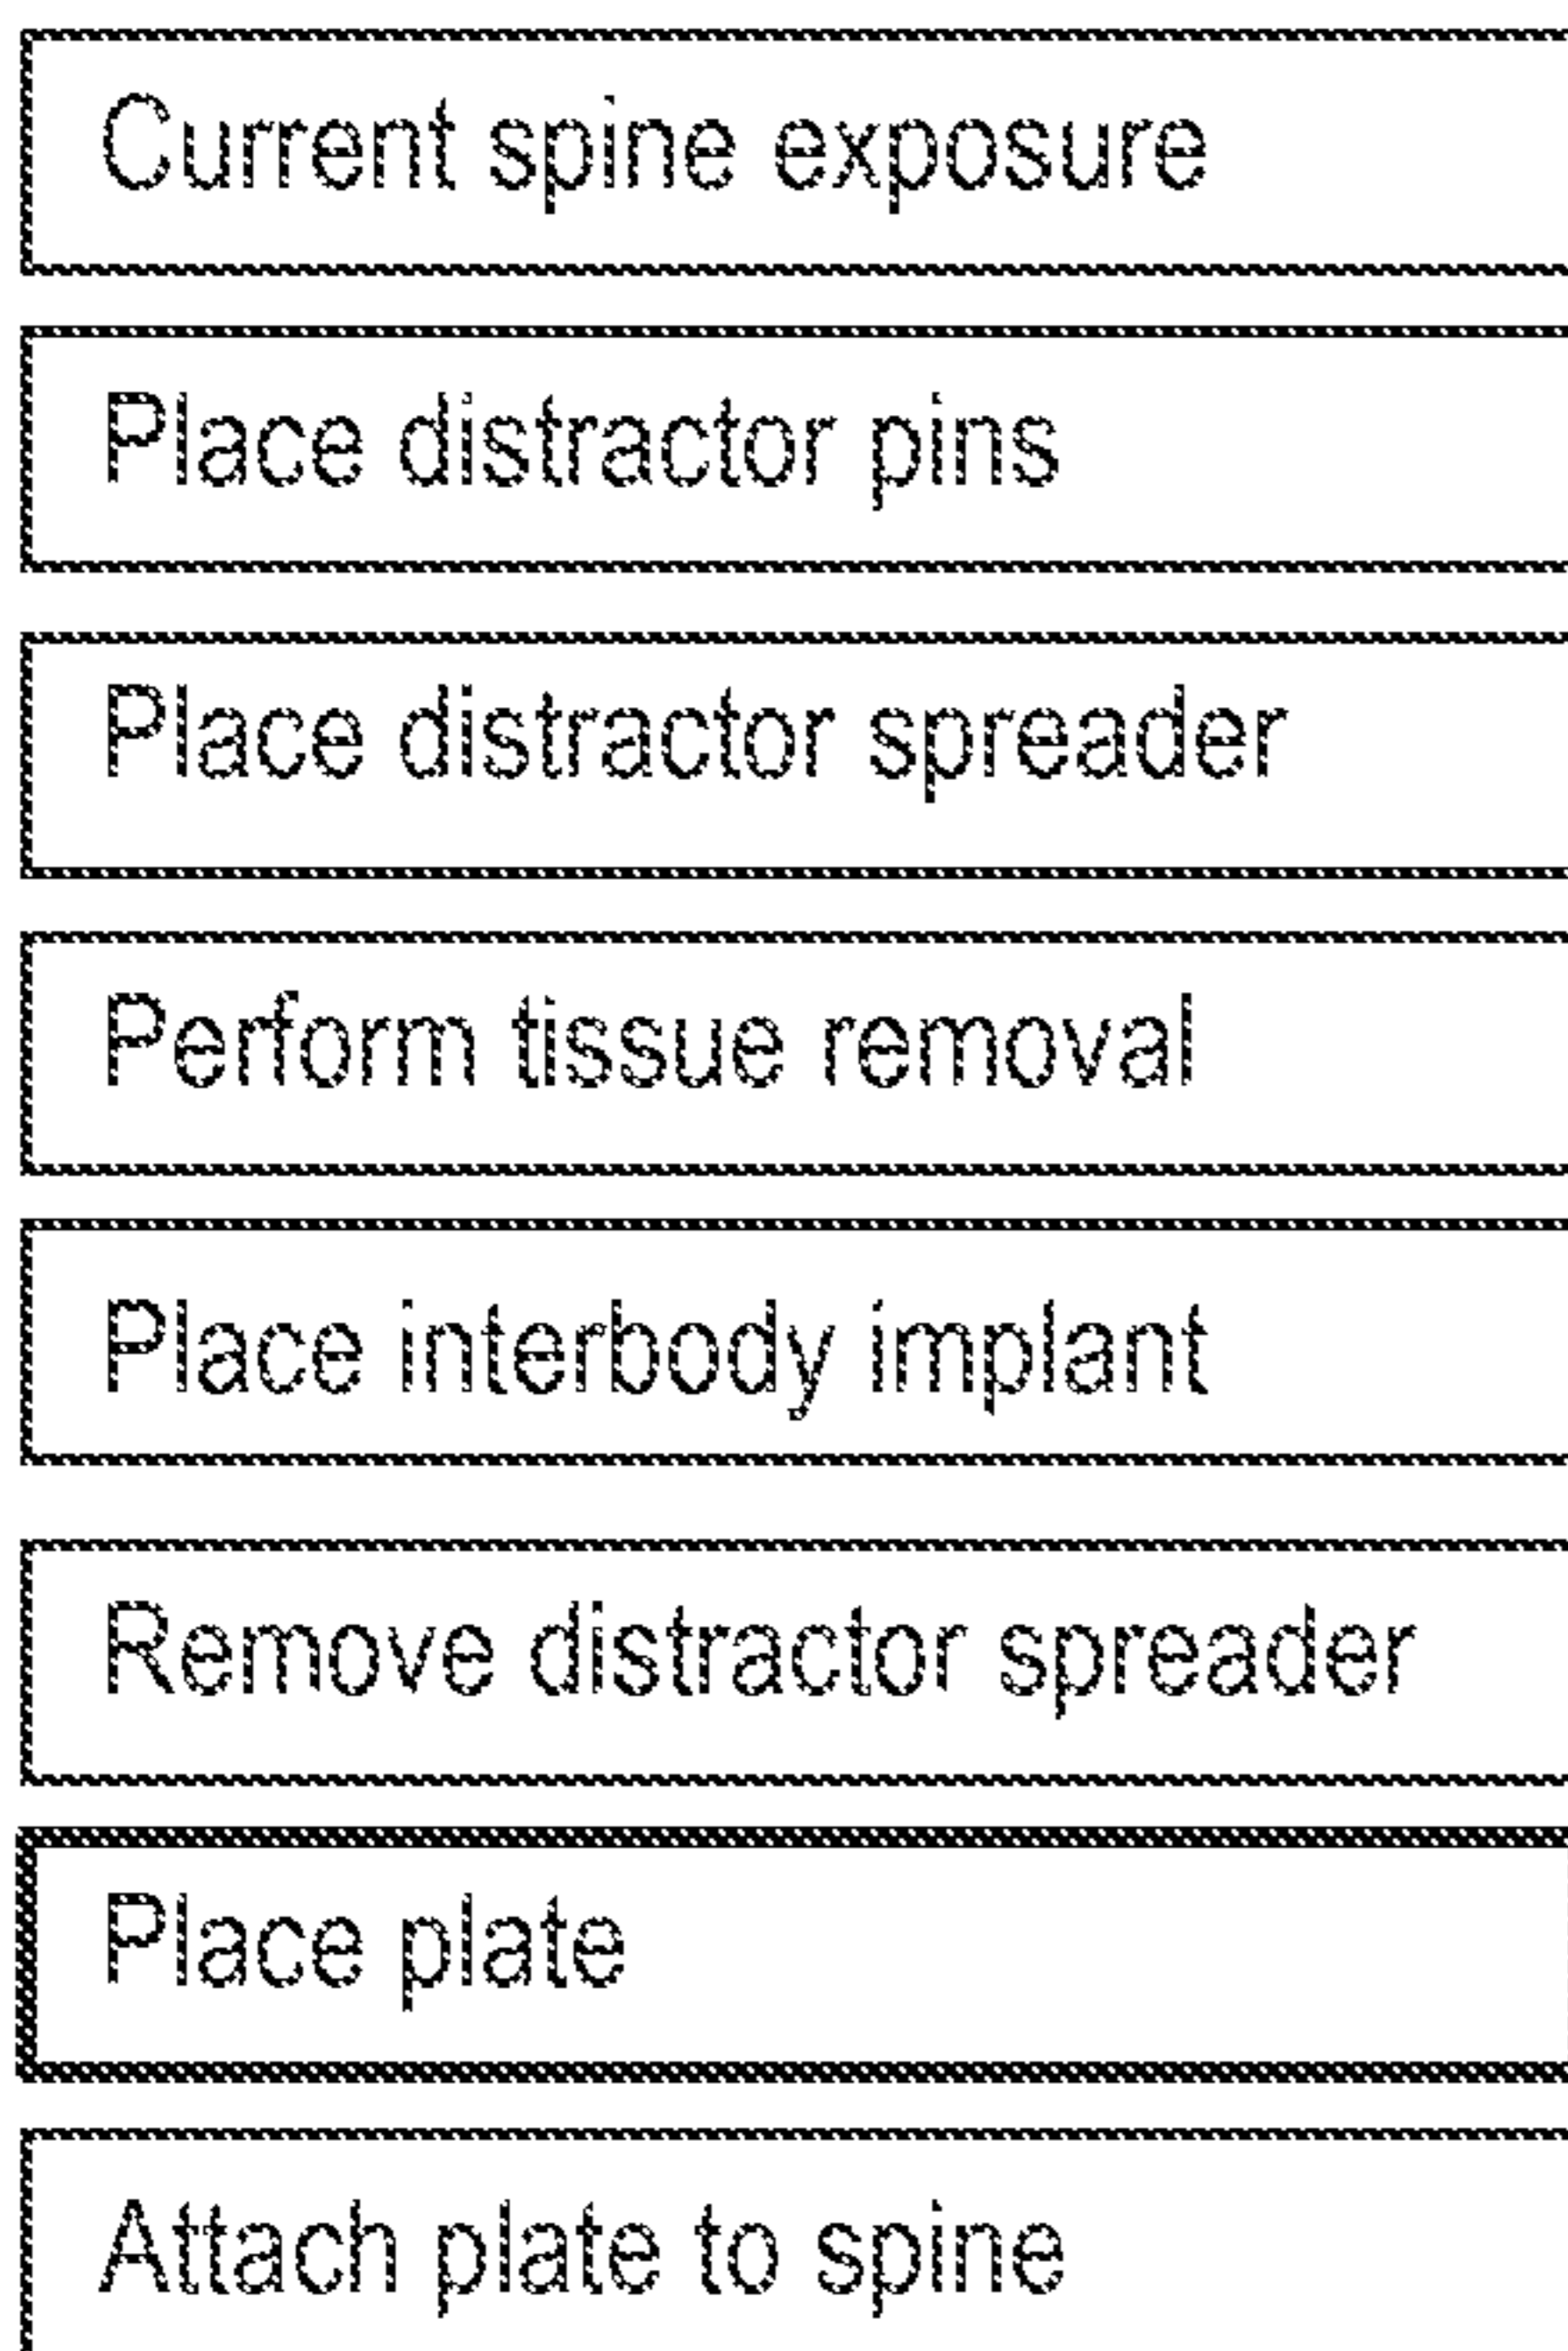 Current spine exposure
Place distractor pins
Place distractor spreader
Perform tissue removal
Place interbody implant
Remove distractor spreader
Place plate
Attach plate to spine